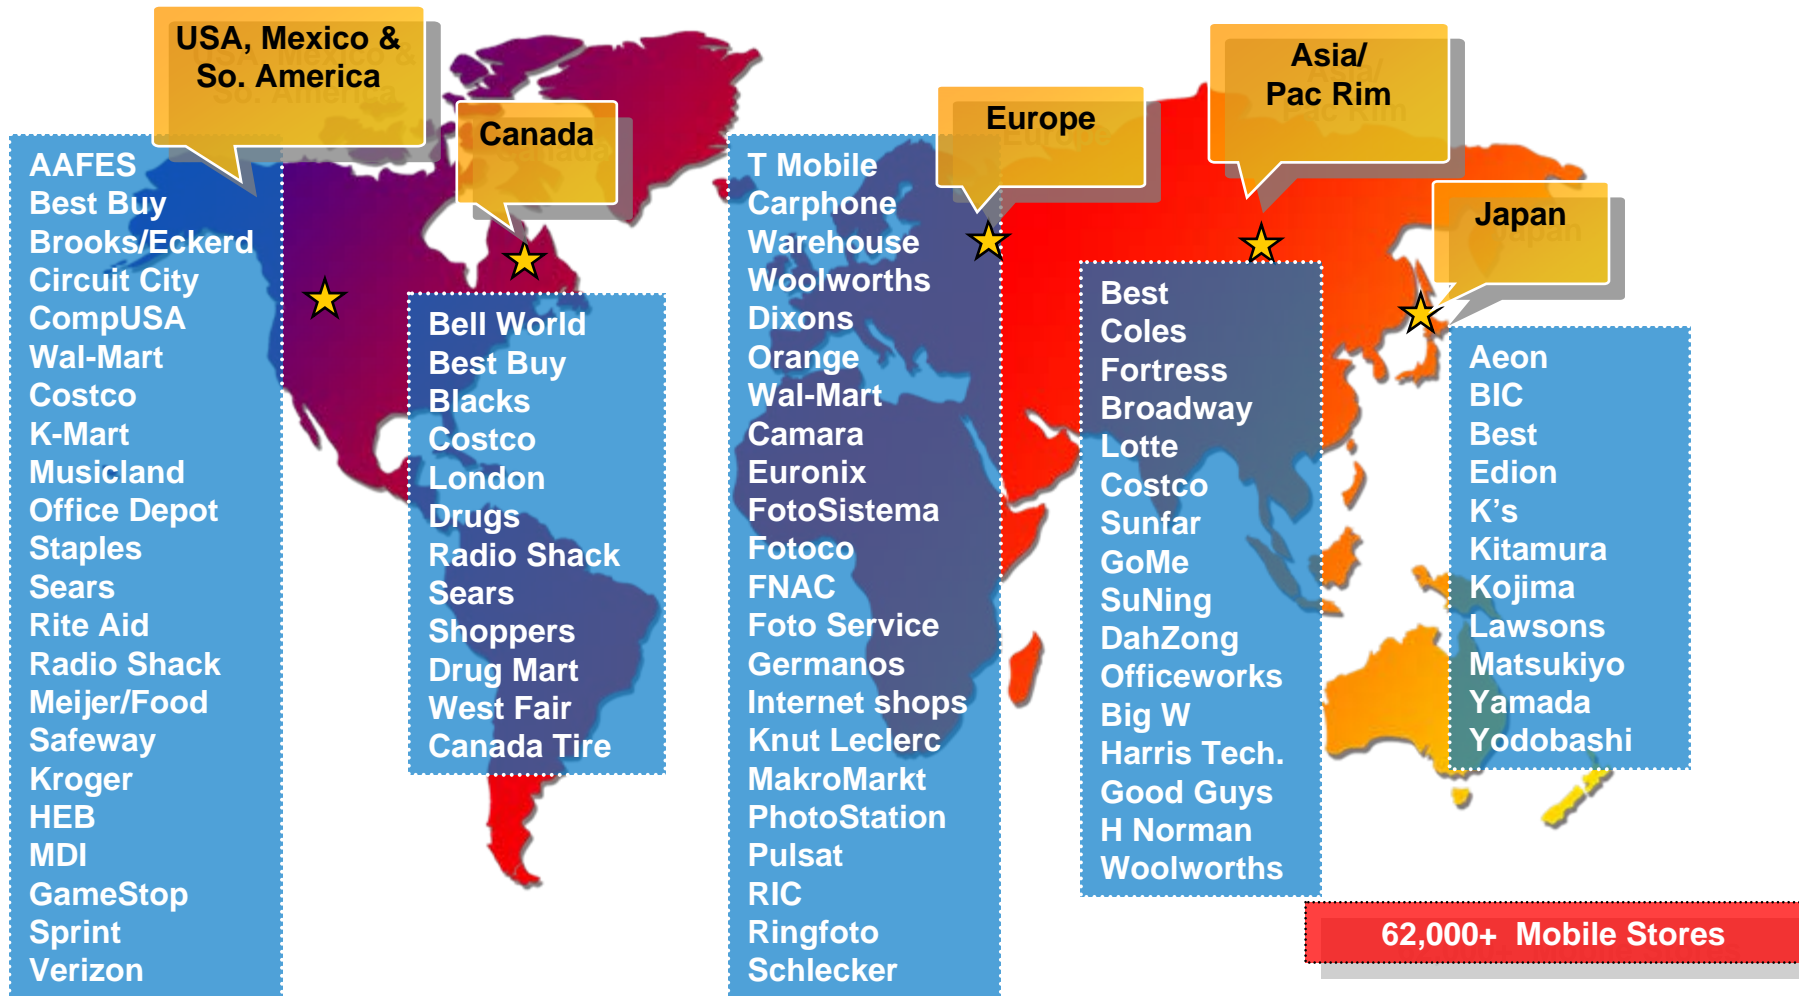 USA, Mexico &
So. America
Canada
Europe
Asia/
Pac Rim
Japan
AAFES
Best Buy
Brooks/Eckerd
Circuit City
CompUSA
Wal-Mart
Costco
K-Mart
Musicland
Office Depot
Staples
Sears
Rite Aid
Radio Shack
Meijer/Food
Safeway
Kroger
HEB
MDI
GameStop
Sprint
Verizon
Bell World
Best Buy
Blacks
Costco
London
Drugs
Radio Shack
Sears
Shoppers
Drug Mart
West Fair
Canada Tire
T Mobile
Carphone
Warehouse
Woolworths
Dixons
Orange
Wal-Mart
Camara
Euronix
FotoSistema
Fotoco
FNAC
Foto Service
Germanos
Internet shops
Knut Leclerc
MakroMarkt
PhotoStation
Pulsat
RIC
Ringfoto
Schlecker
Best
Coles
Fortress
Broadway
Lotte
Costco
Sunfar
GoMe
SuNing
DahZong
Officeworks
Big W
Harris Tech.
Good Guys
H Norman
Woolworths
Aeon
BIC
Best
Edion
K’s
Kitamura
Kojima
Lawsons
Matsukiyo
Yamada
Yodobashi
62,000+ Mobile Stores